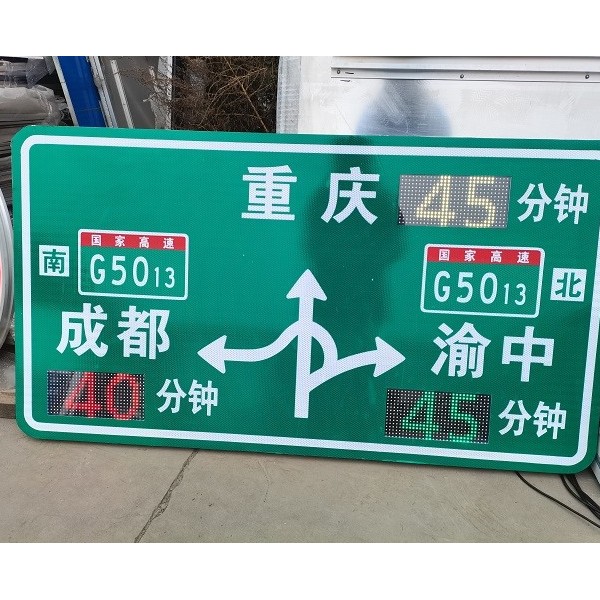 重庆 45 分钟
国家高速
南 G5013
成都
40 分钟
国家高速
G5013 北
渝中
45 分钟